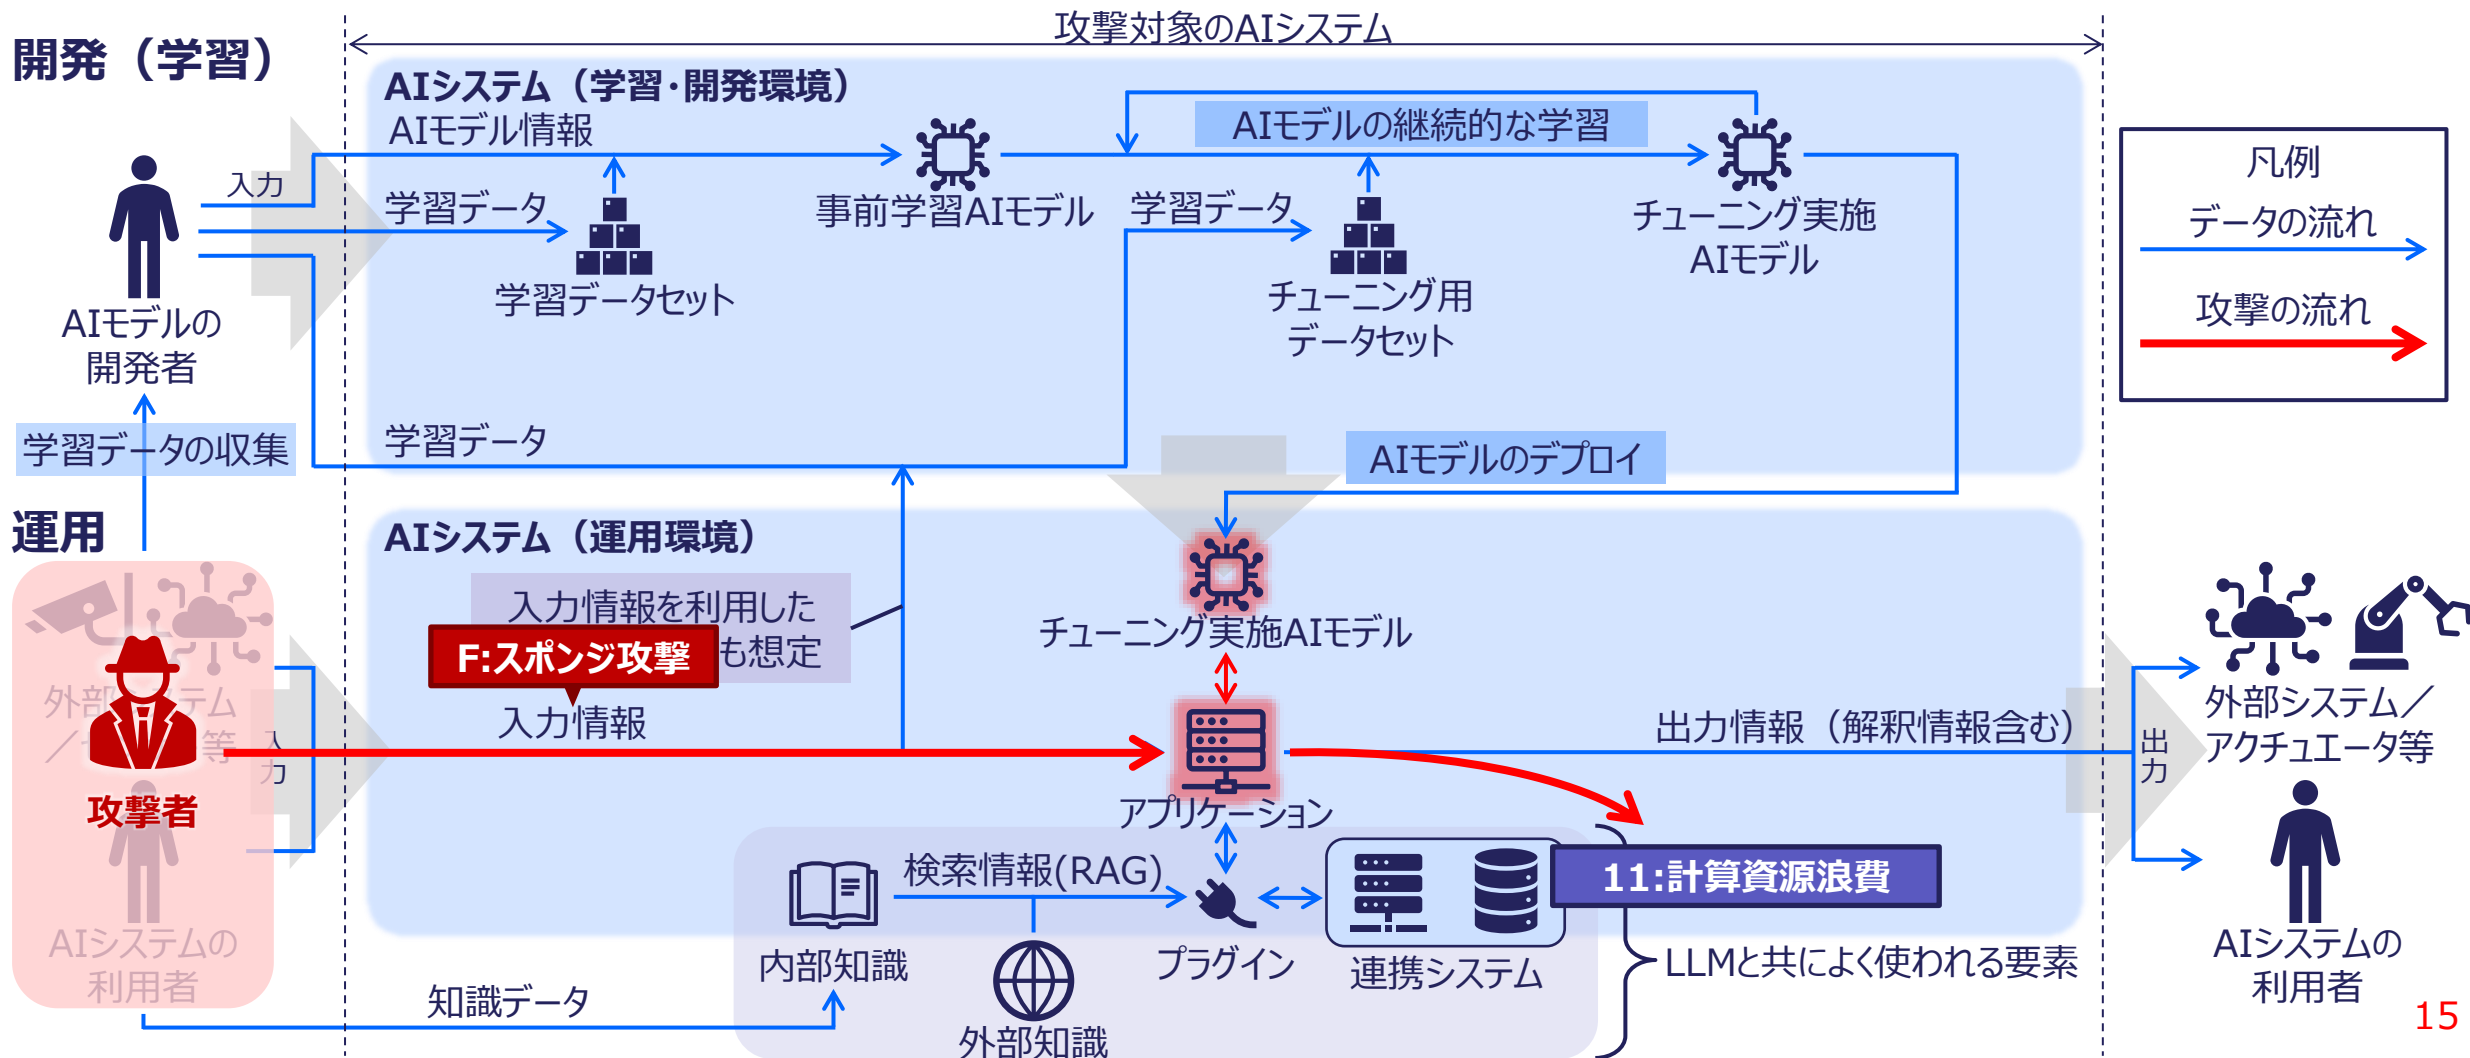 攻撃対象のAIシステム
開発（学習）
AIシステム（学習・開発環境）
AIモデル情報
AIモデルの継続的な学習
入力
学習データ
事前学習AIモデル
学習データ
チューニング実施
AIモデル
学習データセット
チューニング用
データセット
AIモデルの
開発者
凡例
データの流れ
攻撃の流れ
学習データの収集
学習データ
AIモデルのデプロイ
運用
AIシステム（運用環境）
入力情報を利用した
も想定
F:スポンジ攻撃
入力情報
チューニング実施AIモデル
外部システム
等
攻撃者
入力
AIシステムの
利用者
アプリケーション
出力情報（解釈情報含む）
出力
外部システム／
アクチュエータ等
11:計算資源浪費
検索情報(RAG)
内部知識
外部知識
プラグイン
連携システム
LLMと共によく使われる要素
知識データ
AIシステムの
利用者
15